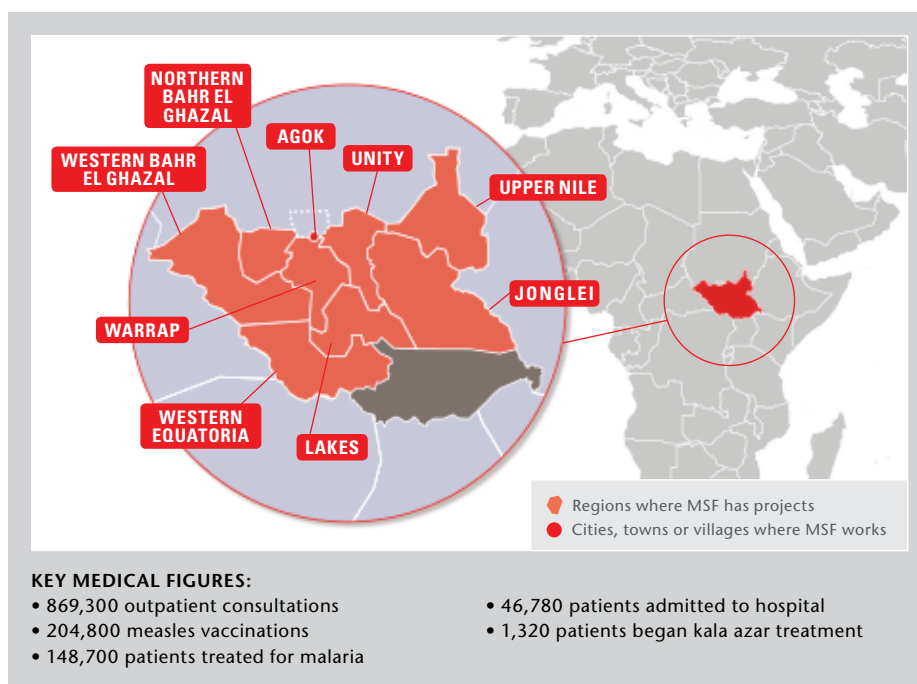 NORTHERN
BAHR EL
GHAZAL
AGOK
UNITY
WESTERN BAHR
EL GHAZAL
UPPER NILE
JONGLEI
WARRAP
WESTERN
EQUATORIA
LAKES
Regions where MSF has projects
Cities, towns or villages where MSF works
KEY MEDICAL FIGURES:
• 869,300 outpatient consultations
• 204,800 measles vaccinations
• 148,700 patients treated for malaria
• 46,780 patients admitted to hospital
• 1,320 patients began kala azar treatment